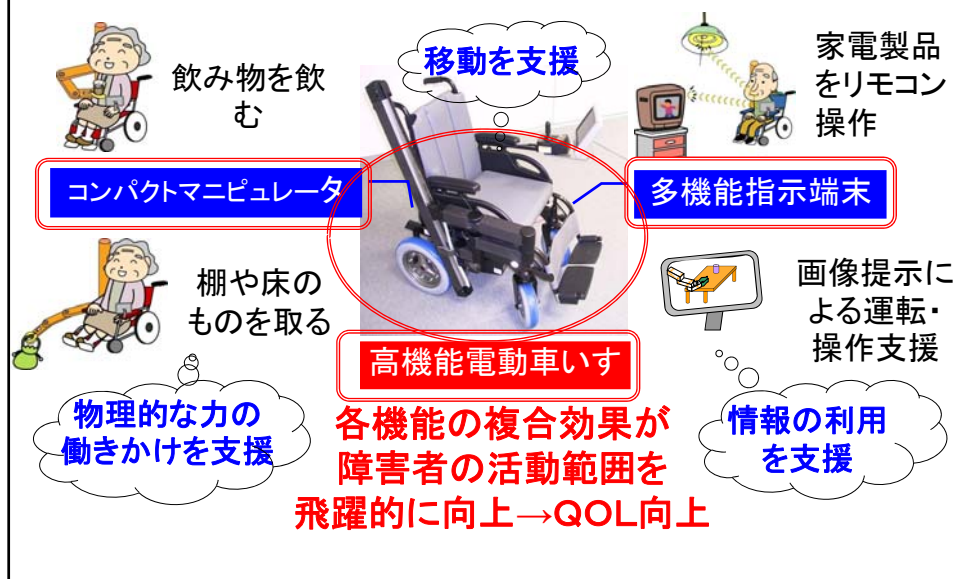 移動を支援
飲み物を飲
む
家電製品
をリモコン
操作
コンパクトマニピュレータ
多機能指示端末
棚や床の
ものを取る
画像提示に
よる運転・
操作支援
高機能電動車いす
物理的な力の
働きかけを支援
情報の利用
を支援
各機能の複合効果が
障害者の活動範囲を
飛躍的に向上→QOL向上